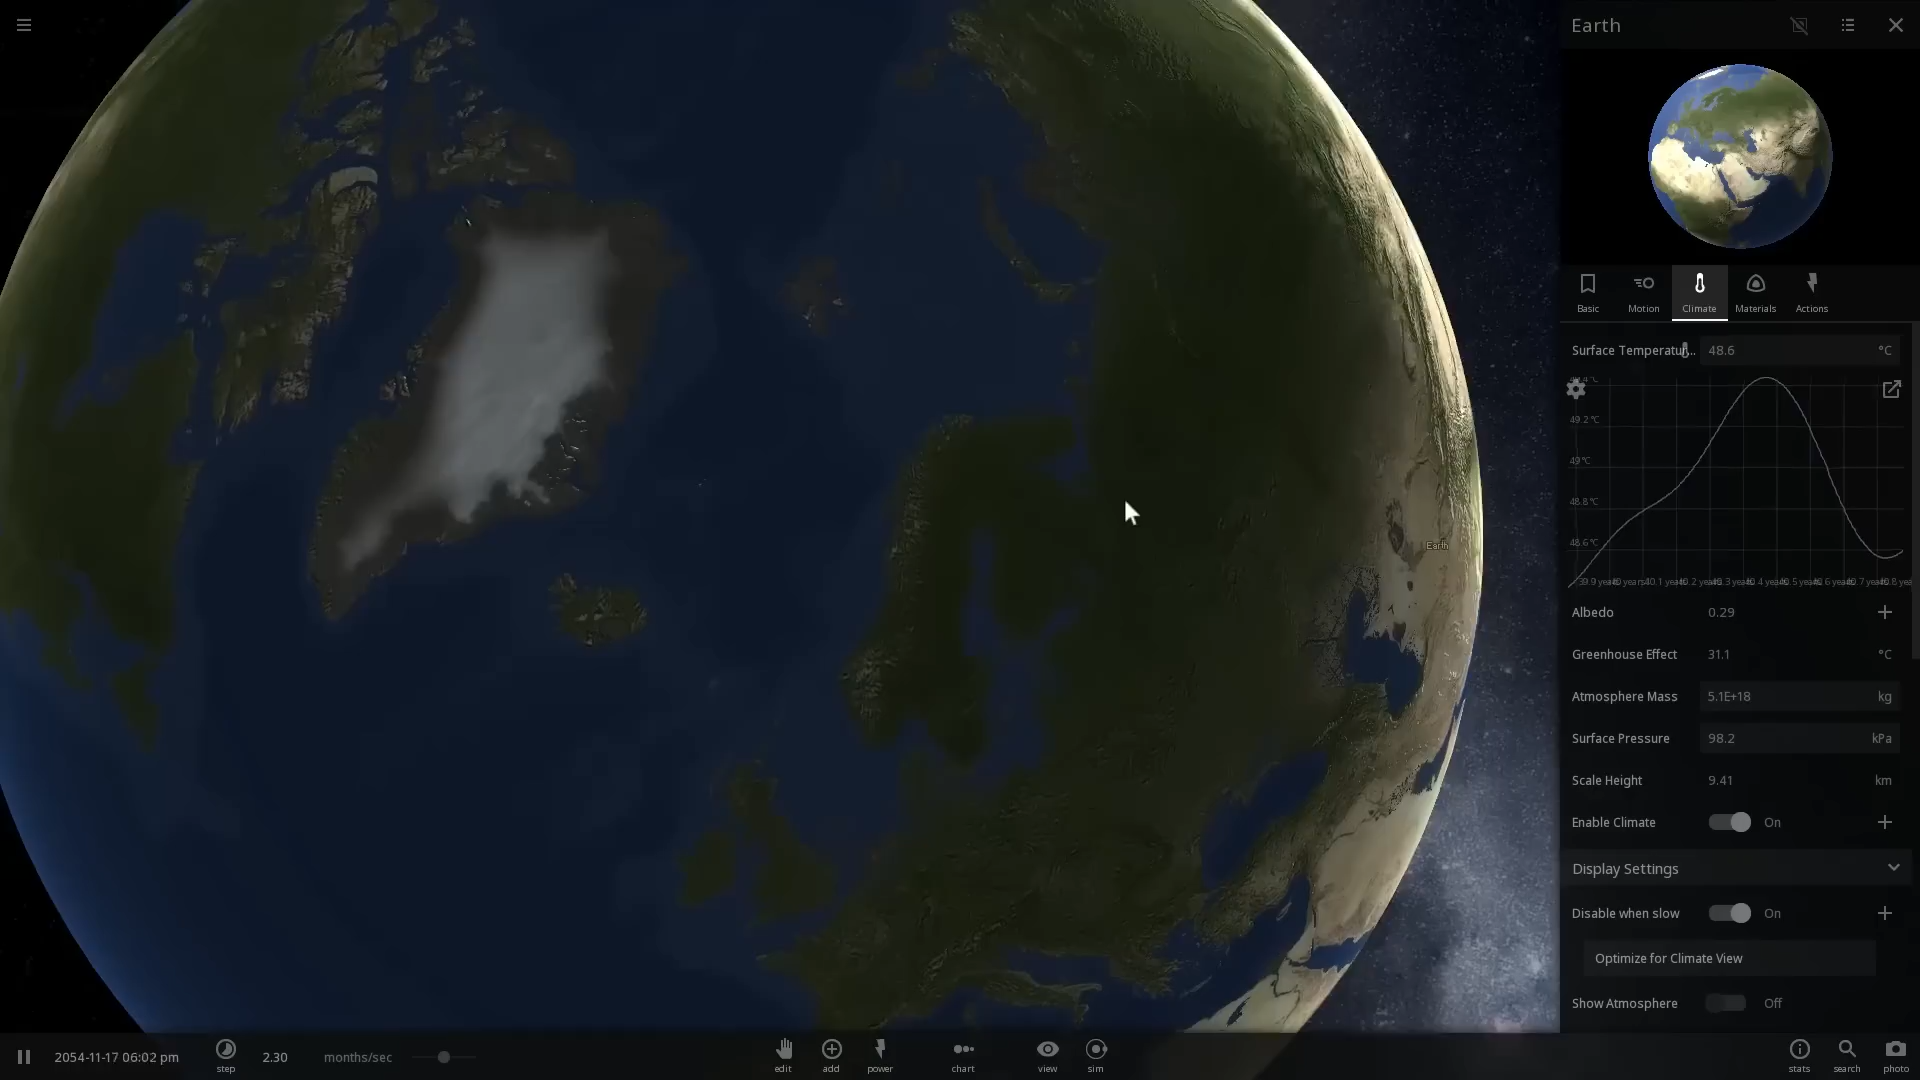 Earth
Basic
Motion
Climate
Materials
Actions
Surface Temperatur... 48.6 °C
49.2 °C
49 °C
48.8 °C
48.6 °C
Earth
Albedo 0.29
Greenhouse Effect 31.1 °C
Atmosphere Mass 5.1E+18 kg
Surface Pressure 98.2 kPa
Scale Height 9.41 km
Enable Climate On
Display Settings
Disable when slow On
Optimize for Climate View
Show Atmosphere Off
2054-11-17 06:02 pm
step
2.30 months/sec
edit
add
power
chart
view
sim
stats
search
photo